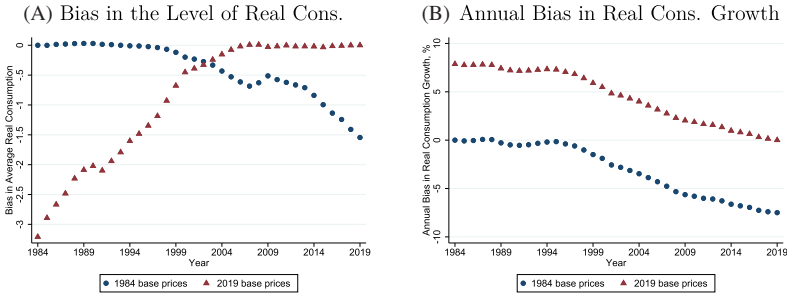 (A) Bias in the Level of Real Cons.
Bias in Average Real Consumption
0
-.5
-1
-1.5
-2
-2.5
-3
1984 1989 1994 1999 2004 2009 2014 2019
Year
1984 base prices 2019 base prices
(B) Annual Bias in Real Cons. Growth
Annual Bias in Real Consumption Growth, %
10
5
0
-5
-10
1984 1989 1994 1999 2004 2009 2014 2019
Year
1984 base prices 2019 base prices